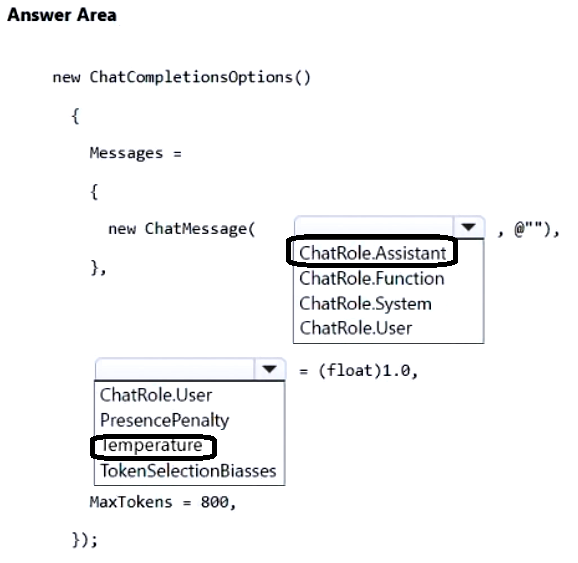 Answer Area
new ChatCompletionsOptions()
{
Messages =
{
new ChatMessage( , @""),
ChatRole.Assistant
},
ChatRole.Function
ChatRole.System
ChatRole.User
= (float)1.0,
ChatRole.User
PresencePenalty
Temperature
TokenSelectionBiasses
MaxTokens = 800,
});